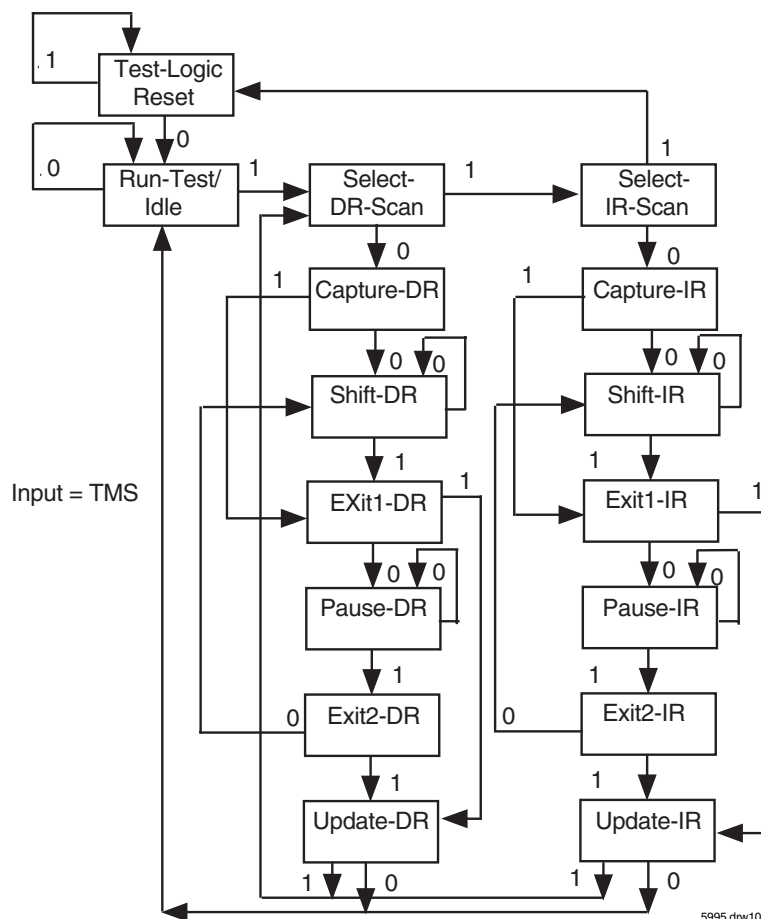 1
Test-Logic
Reset
0
1
0
Run-Test/
Idle
1
Select-
DR-Scan
1
Select-
IR-Scan
0
0
1
Capture-DR
1
Capture-IR
0
0
0
0
Shift-DR
Shift-IR
1
1
Input = TMS
EXit1-DR
1
Exit1-IR
1
0
0
0
0
Pause-DR
Pause-IR
1
1
0
Exit2-DR
0
Exit2-IR
1
1
Update-DR
Update-IR
1
0
1
0
5995 drw10